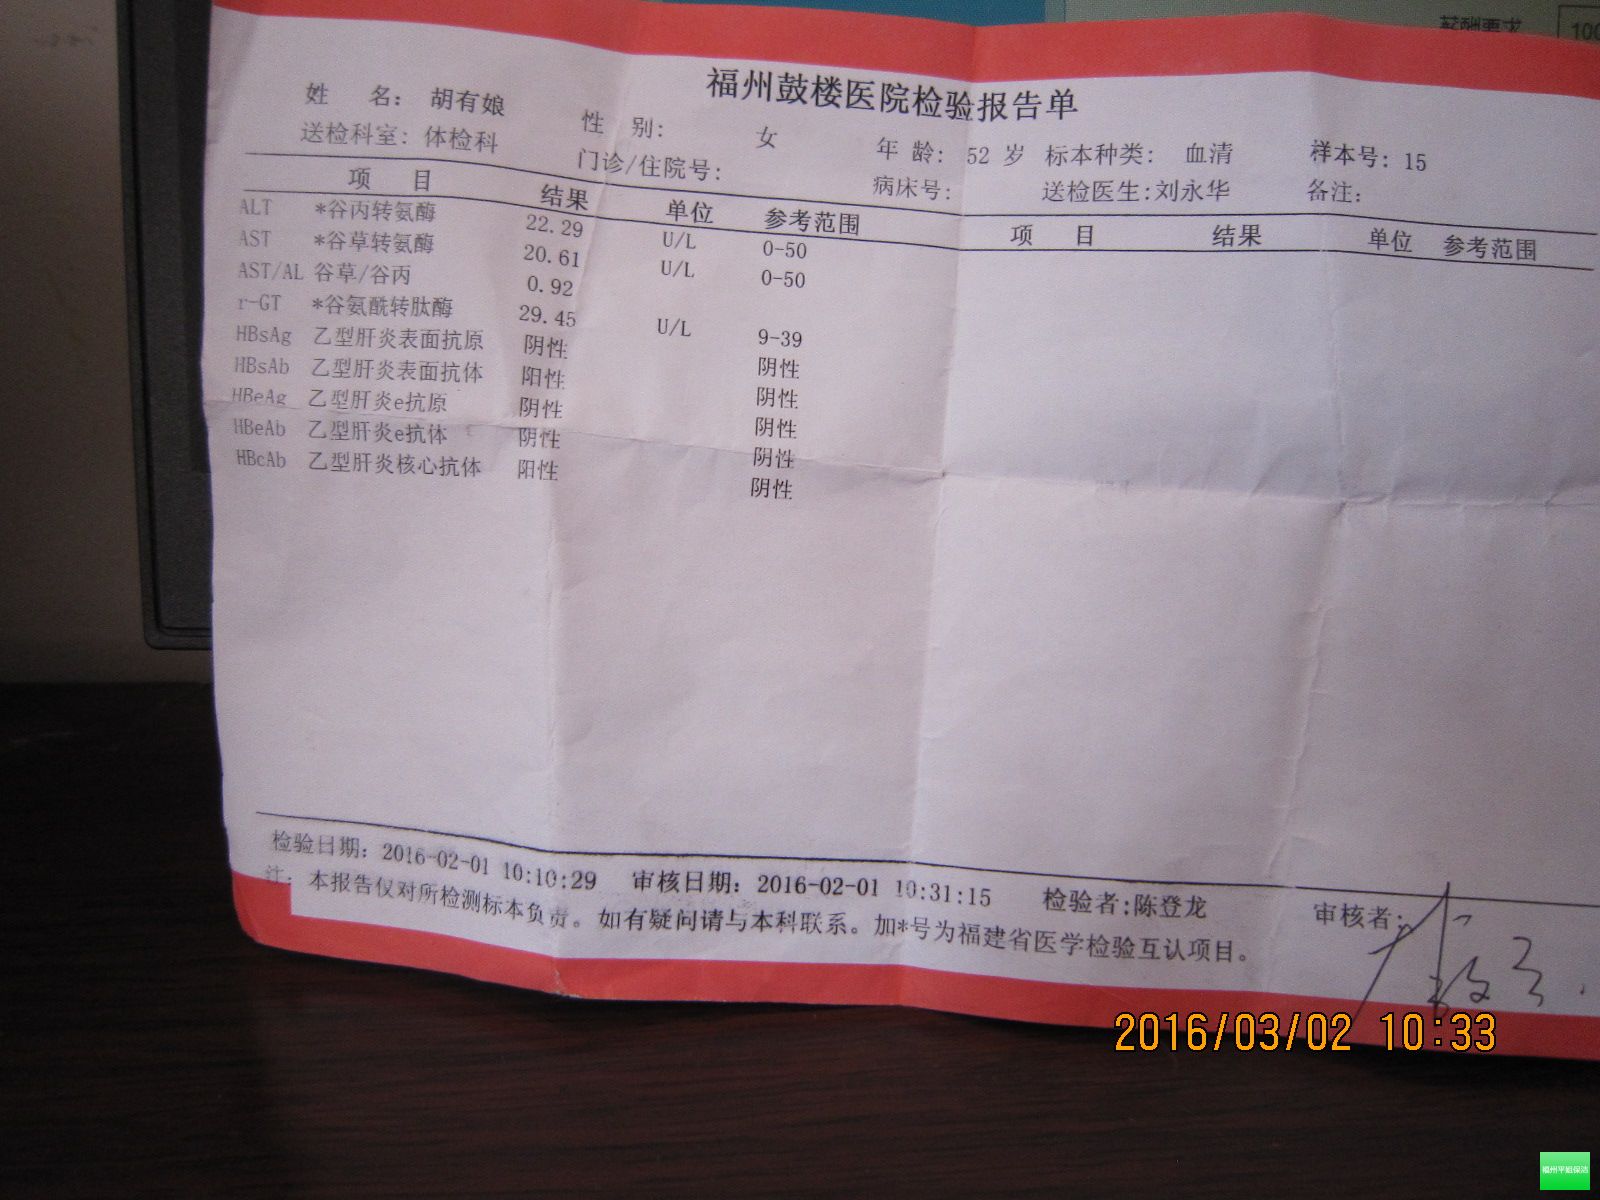 薪酬要求 100
福州鼓楼医院检验报告单
姓 名： 胡有娘 性 别： 女 年 龄： 52 岁 标本种类： 血清 样本号：15
送检科室：体检科 门诊/住院号： 病床号： 送检医生：刘永华 备注：
项 目 结果 单位 参考范围 项 目 结果 单位 参考范围
ALT *谷丙转氨酶 22.29 U/L 0-50
AST *谷草转氨酶 20.61 U/L 0-50
AST/AL 谷草/谷丙 0.92
r-GT *谷氨酰转肽酶 29.45 U/L 9-39
HBsAg 乙型肝炎表面抗原 阴性 阴性
HBsAb 乙型肝炎表面抗体 阳性 阴性
HBeAg 乙型肝炎e抗原 阴性 阴性
HBeAb 乙型肝炎e抗体 阴性 阴性
HBcAb 乙型肝炎核心抗体 阳性 阴性
检验日期：2016-02-01 10:10:29 审核日期：2016-02-01 10:31:15 检验者：陈登龙 审核者：
注：本报告仅对所检测标本负责。如有疑问请与本科联系。加*号为福建省医学检验互认项目。
2016/03/02 10:33
福州平姐保洁